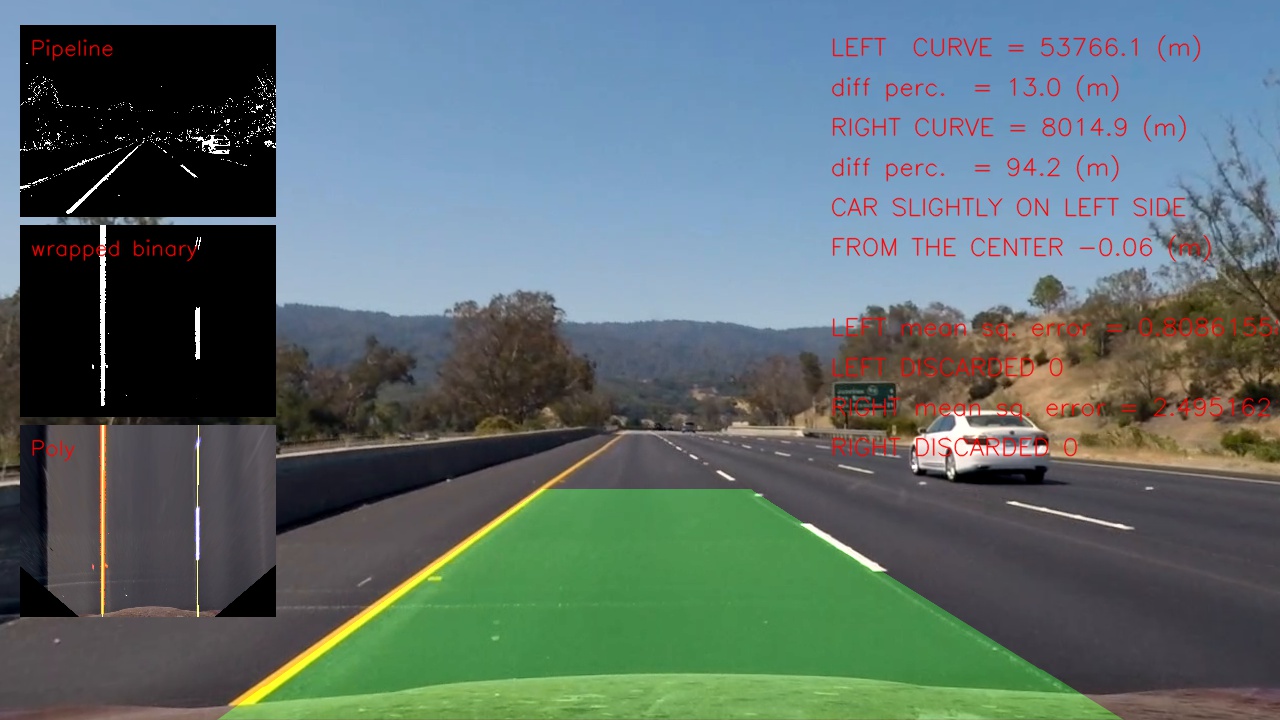 Pipeline
wrapped binary
Poly
LEFT CURVE = 53766.1 (m)
diff perc. = 13.0 (m)
RIGHT CURVE = 8014.9 (m)
diff perc. = 94.2 (m)
CAR SLIGHTLY ON LEFT SIDE
FROM THE CENTER -0.06 (m)
LEFT mean sq. error = 0.8086155
LEFT DISCARDED 0
RIGHT mean sq. error = 2.495162
RIGHT DISCARDED 0